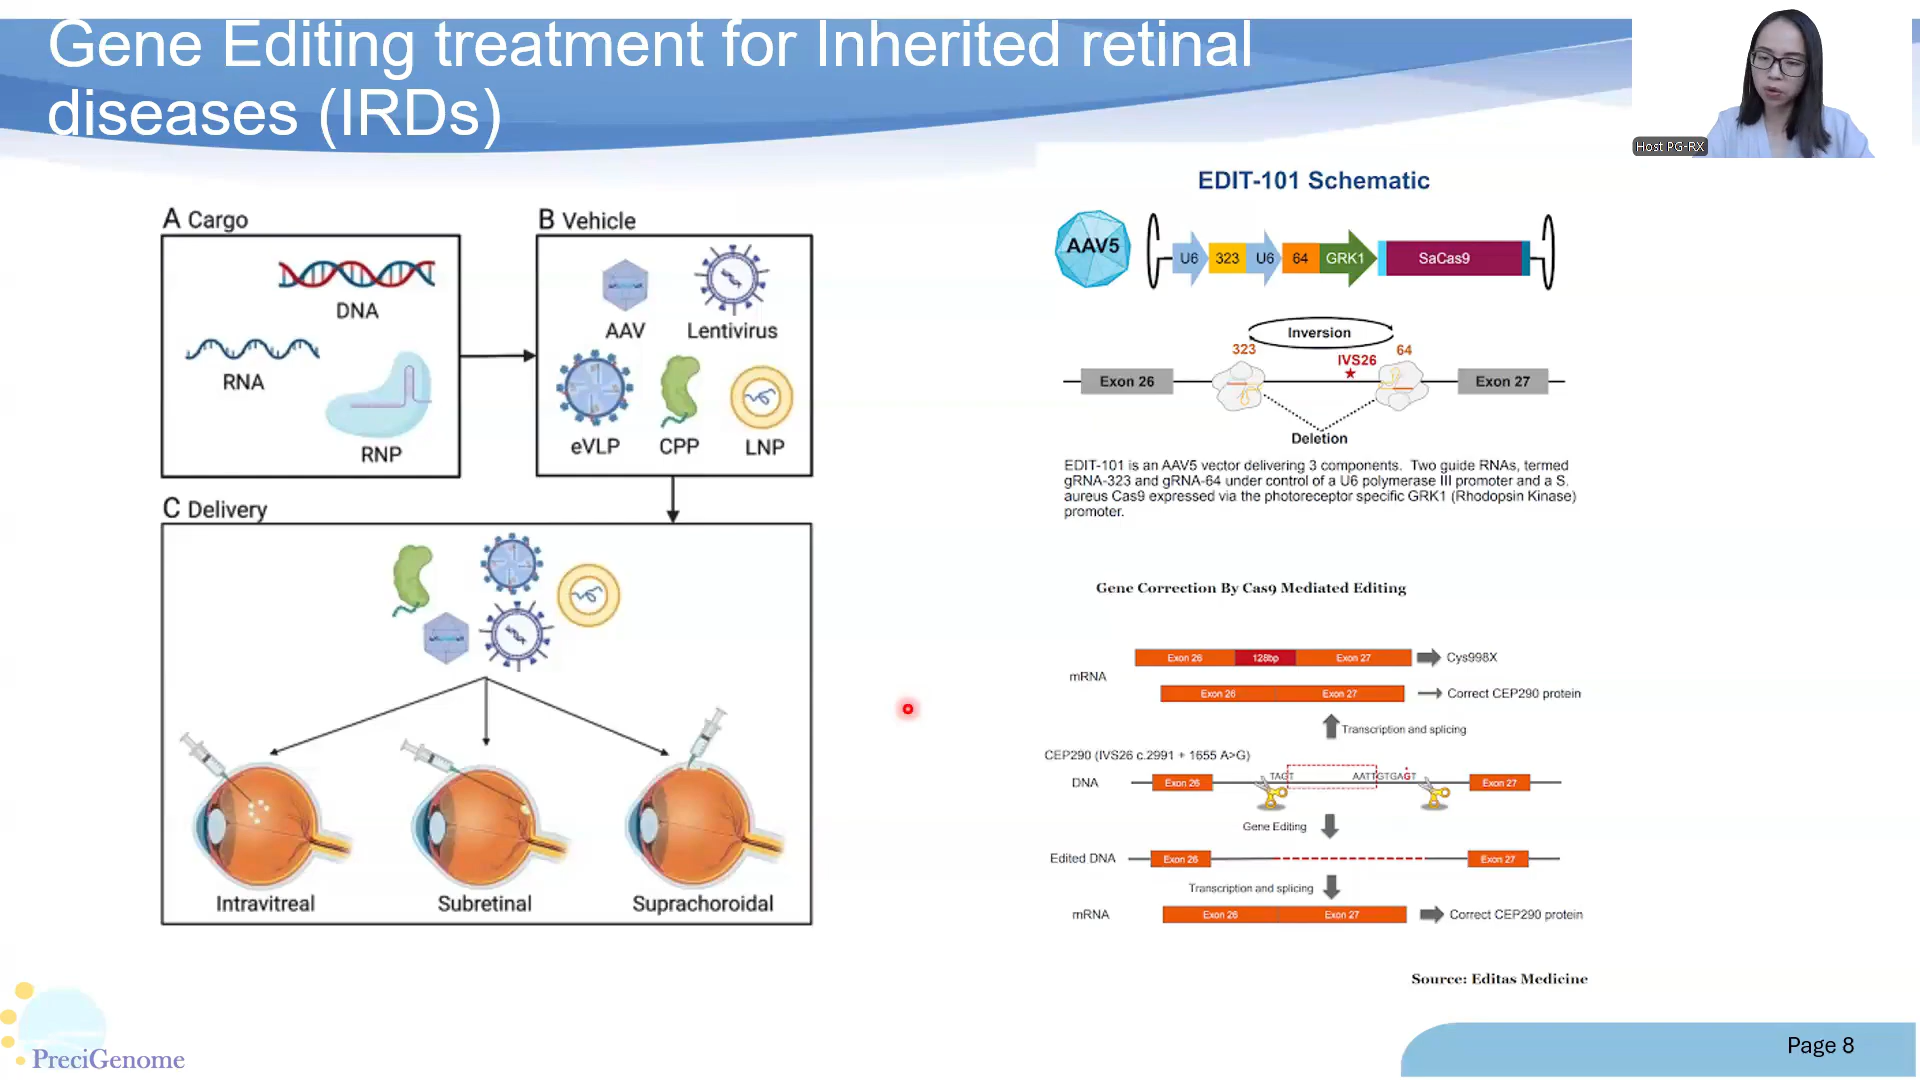 Gene Editing treatment for Inherited retinal
diseases (IRDs)
Host PG-RX
A Cargo
DNA
RNA
RNP
B Vehicle
AAV
Lentivirus
eVLP
CPP
LNP
C Delivery
Intravitreal
Subretinal
Suprachoroidal
EDIT-101 Schematic
AAV5
U6
323
U6
64
GRK1
SaCas9
Inversion
323
IVS26
64
Exon 26
Exon 27
Deletion
EDIT-101 is an AAV5 vector delivering 3 components. Two guide RNAs, termed
gRNA-323 and gRNA-64 under control of a U6 polymerase III promoter and a S.
aureus Cas9 expressed via the photoreceptor specific GRK1 (Rhodopsin Kinase)
promoter.
Gene Correction By Cas9 Mediated Editing
Exon 26
128bp
Exon 27
Cys998X
mRNA
Exon 26
Exon 27
Correct CEP290 protein
Transcription and splicing
CEP290 (IVS26 c.2991 + 1655 A>G)
DNA
Exon 26
TAGT
AATTGTGAGT
Exon 27
Gene Editing
Edited DNA
Exon 26
Exon 27
Transcription and splicing
mRNA
Exon 26
Exon 27
Correct CEP290 protein
Source: Editas Medicine
PreciGenome
Page 8